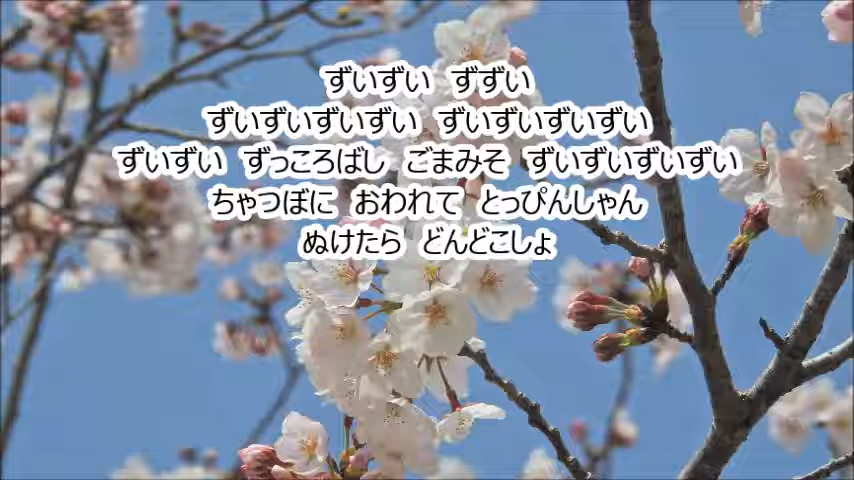 ずいずい ずずい
ずいずいずいずい ずいずいずいずい
ずいずい ずっころばし ごまみそ ずいずいずいずい
ちゃつぼに おわれて とっぴんしゃん
ぬけたら どんどこしょ